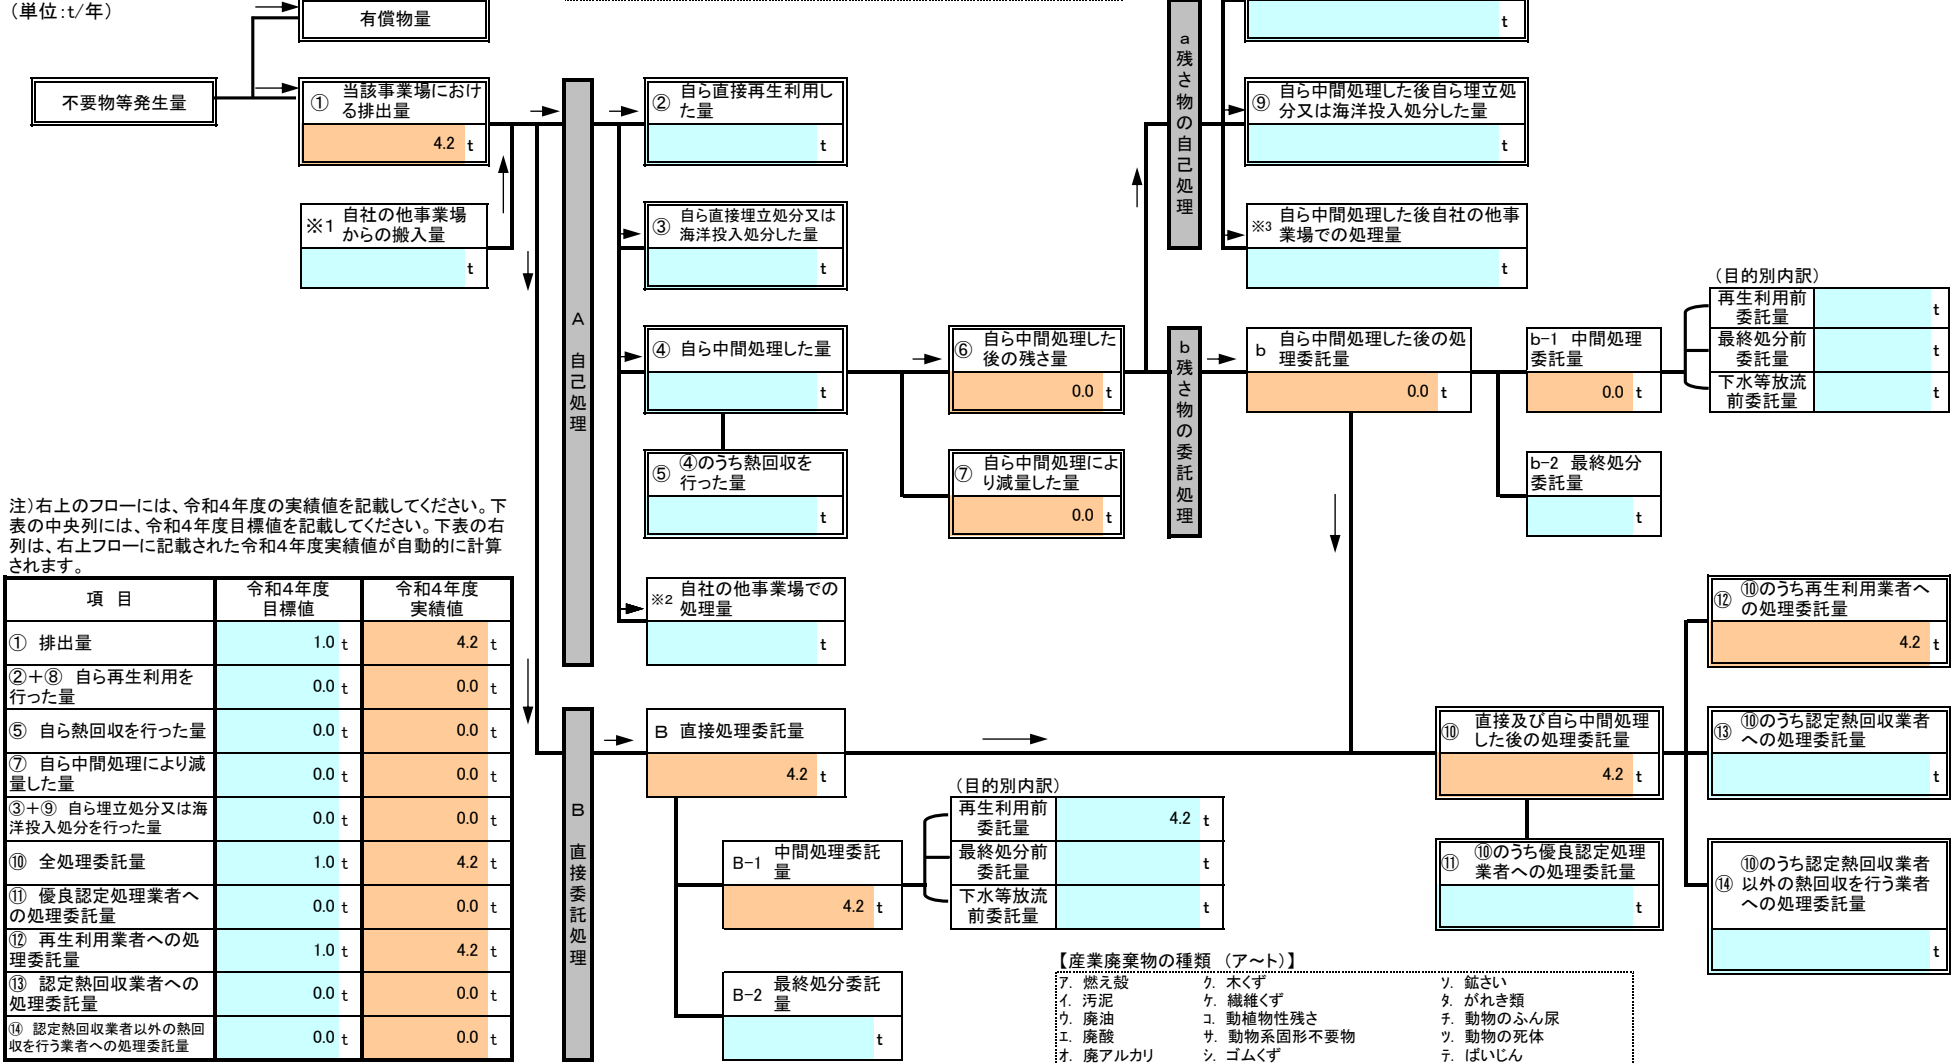 （単位:t/年）
有償物量
t
不要物等発生量
① 当該事業場におけ
る排出量
4.2 t
※1 自社の他事業場
からの搬入量
t
A
自己処理
② 自ら直接再生利用し
た量
t
③ 自ら直接埋立処分又は
海洋投入処分した量
t
④ 自ら中間処理した量
t
⑤ ④のうち熱回収を
行った量
t
※2 自社の他事業場での
処理量
t
⑥ 自ら中間処理した
後の残さ量
0.0 t
⑦ 自ら中間処理によ
り減量した量
0.0 t
a残さ物の自己処理
⑨ 自ら中間処理した後自ら埋立処
分又は海洋投入処分した量
t
※3 自ら中間処理した後自社の他事
業場での処理量
t
b残さ物の委託処理
b 自ら中間処理した後の処
理委託量
0.0 t
b-1 中間処理
委託量
0.0 t
b-2 最終処分
委託量
t
（目的別内訳）
再生利用前
委託量
t
最終処分前
委託量
t
下水等放流
前委託量
t
注）右上のフローには、令和４年度の実績値を記載してください。下
表の中央列には、令和４年度目標値を記載してください。下表の右
列は、右上フローに記載された令和４年度実績値が自動的に計算
されます。
項 目 令和４年度
目標値 令和４年度
実績値
① 排出量 1.0 t 4.2 t
②＋⑧ 自ら再生利用を
行った量 0.0 t 0.0 t
⑤ 自ら熱回収を行った量 0.0 t 0.0 t
⑦ 自ら中間処理により減
量した量 0.0 t 0.0 t
③＋⑨ 自ら埋立処分又は海
洋投入処分を行った量 0.0 t 0.0 t
⑩ 全処理委託量 1.0 t 4.2 t
⑪ 優良認定処理業者へ
の処理委託量 0.0 t 0.0 t
⑫ 再生利用業者への処
理委託量 1.0 t 4.2 t
⑬ 認定熱回収業者への
処理委託量 0.0 t 0.0 t
⑭ 認定熱回収業者以外の熱回
収を行う業者への処理委託量 0.0 t 0.0 t
B
直接委託処理
B 直接処理委託量
4.2 t
B-1 中間処理委託
量
4.2 t
B-2 最終処分委託
量
t
（目的別内訳）
再生利用前
委託量
4.2 t
最終処分前
委託量
t
下水等放流
前委託量
t
⑩ 直接及び自ら中間処理
した後の処理委託量
4.2 t
⑪ ⑩のうち優良認定処理
業者への処理委託量
t
⑫ ⑩のうち再生利用業者へ
の処理委託量
4.2 t
⑬ ⑩のうち認定熱回収業者
への処理委託量
t
⑭ ⑩のうち認定熱回収業者
以外の熱回収を行う業者
への処理委託量
t
【産業廃棄物の種類 （ア～ト）】
ア. 燃え殻 ク. 木くず ソ. 鉱さい
イ. 汚泥 ケ. 繊維くず タ. がれき類
ウ. 廃油 コ. 動植物性残さ チ. 動物のふん尿
エ. 廃酸 サ. 動物系固形不要物 ツ. 動物の死体
オ. 廃アルカリ シ. ゴムくず テ. ばいじん